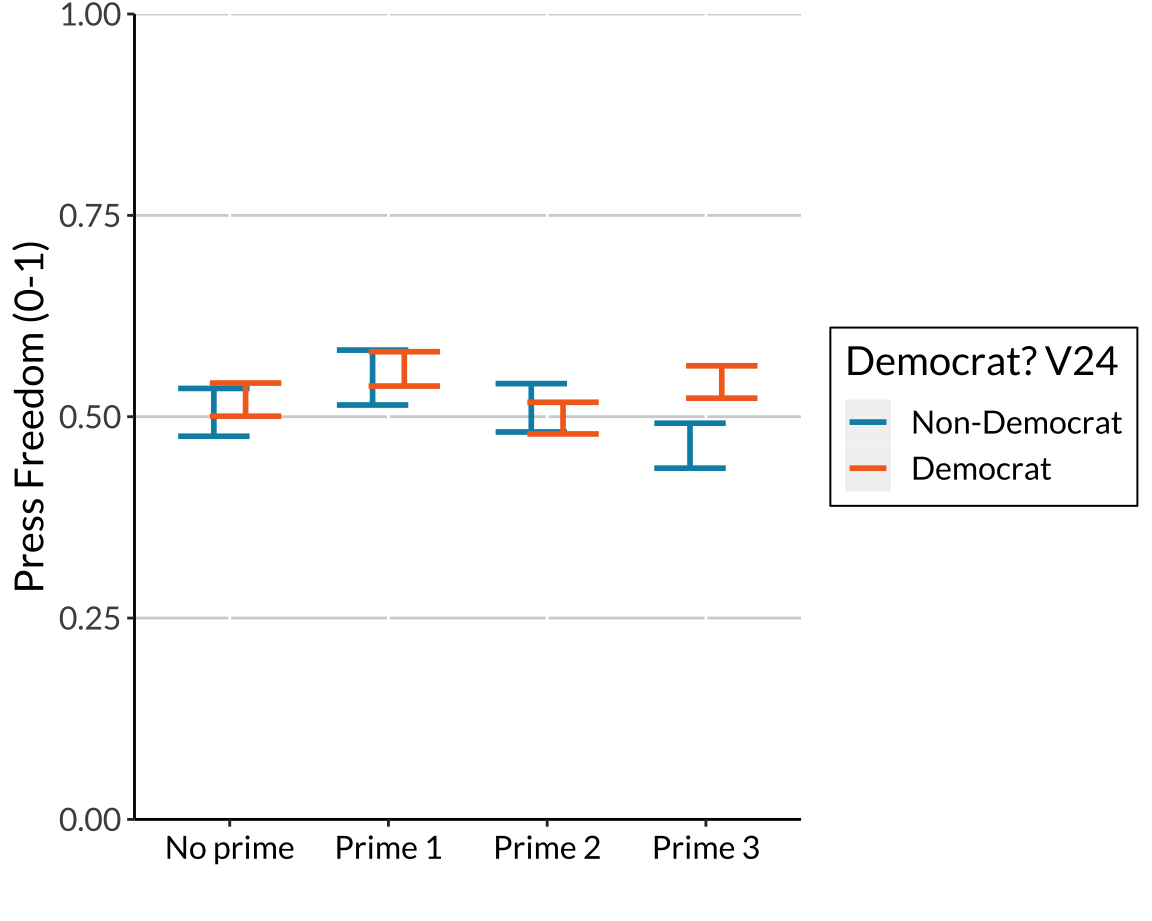 1.00
0.75
0.50
0.25
0.00
Press Freedom (0-1)
No prime
Prime 1
Prime 2
Prime 3
Democrat? V24
Non-Democrat
Democrat